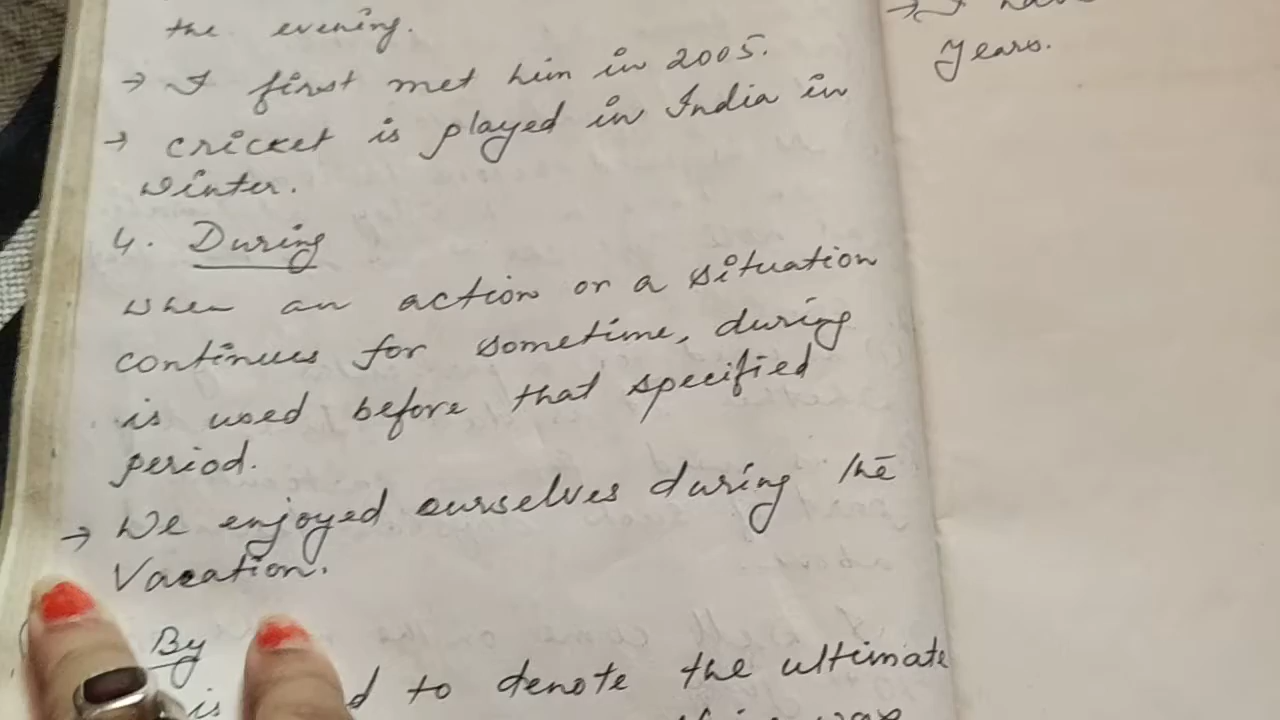 the evening.
→ I first met him in 2005.
→ cricket is played in India in
winter.
4. During
when an action or a situation
continues for sometime, during
is used before that specified
period.
→ We enjoyed ourselves during the
Vacation.
By
is to denote the ultimate
→ I
years.